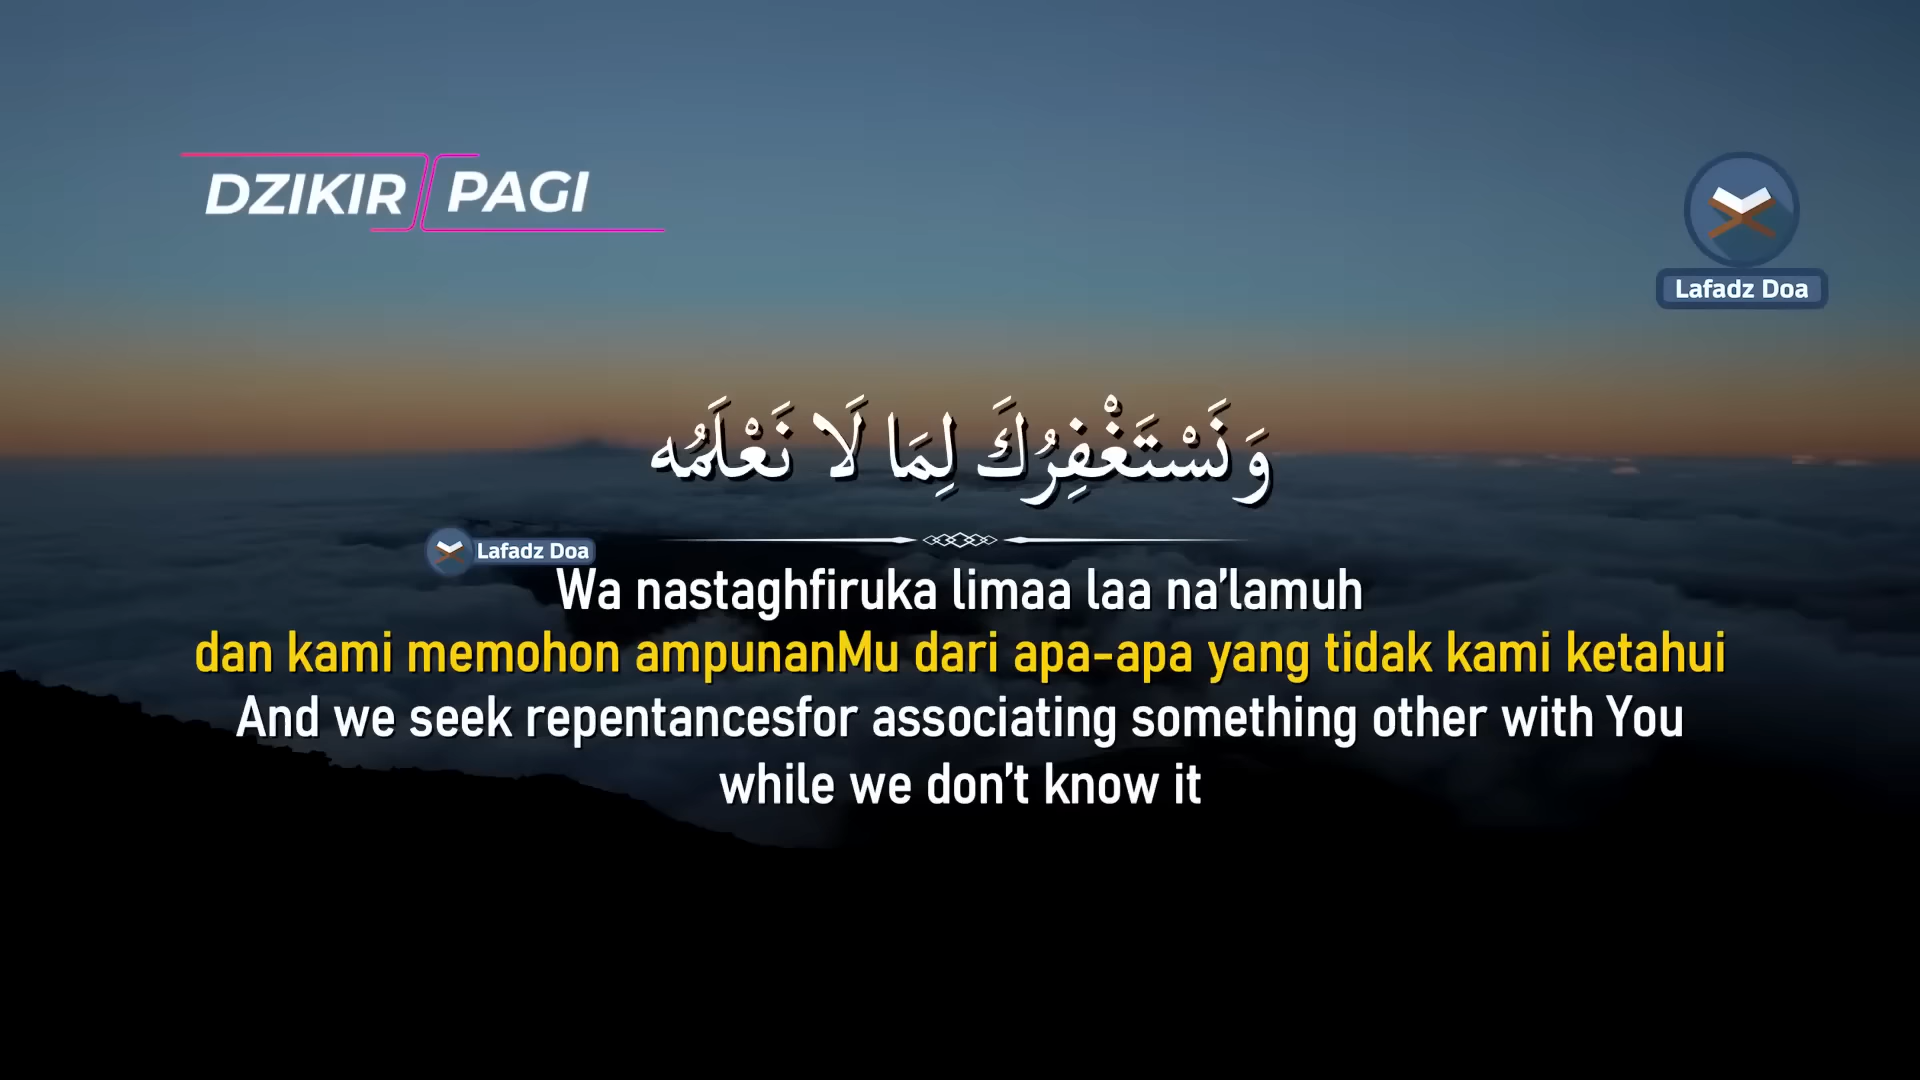 DZIKIR PAGI
Lafadz Doa
وَنَسْتَغْفِرُكَ لِمَا لَا نَعْلَمُه
Lafadz Doa
Wa nastaghfiruka limaa laa na’lamuh
dan kami memohon ampunanMu dari apa-apa yang tidak kami ketahui
And we seek repentancesfor associating something other with You
while we don’t know it